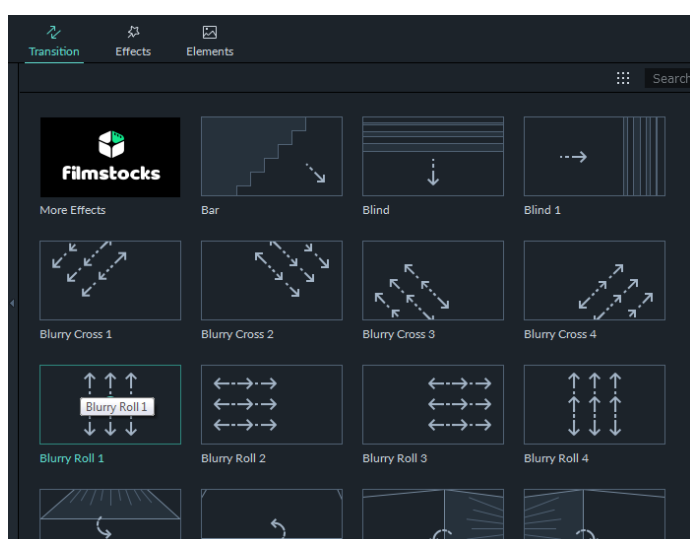 Transition Effects Elements
Search
filmstocks
More Effects Bar Blind Blind 1
Blurry Cross 1 Blurry Cross 2 Blurry Cross 3 Blurry Cross 4
Blurry Roll 1
Blurry Roll 1 Blurry Roll 2 Blurry Roll 3 Blurry Roll 4